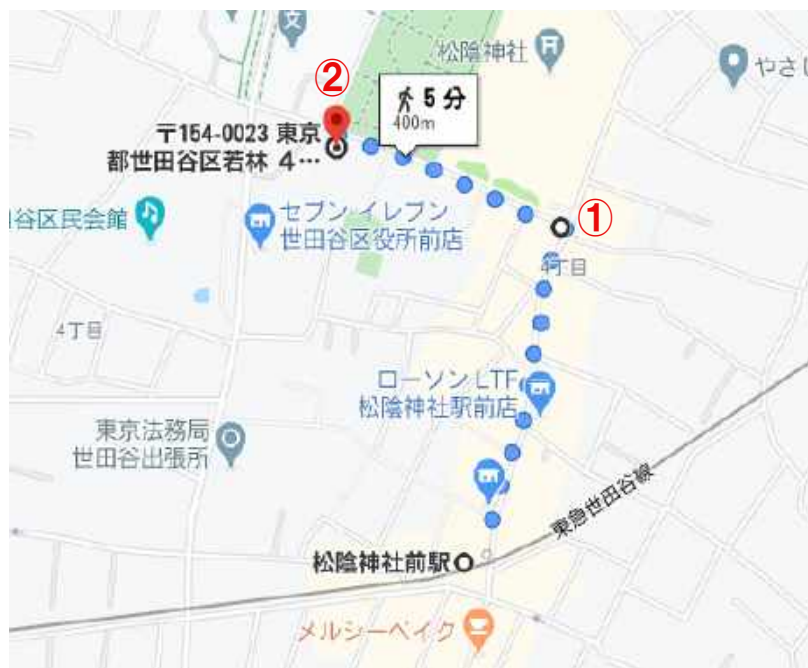 文
松陰神社
②
5 分
400m
やさし
〒154-0023 東京
都世田谷区若林 4…
①
谷区民会館
セブン-イレブン
世田谷区役所前店
4丁目
4丁目
ローソン LTF
松陰神社駅前店
東京法務局
世田谷出張所
東急世田谷線
松陰神社前駅
メルシーベイク